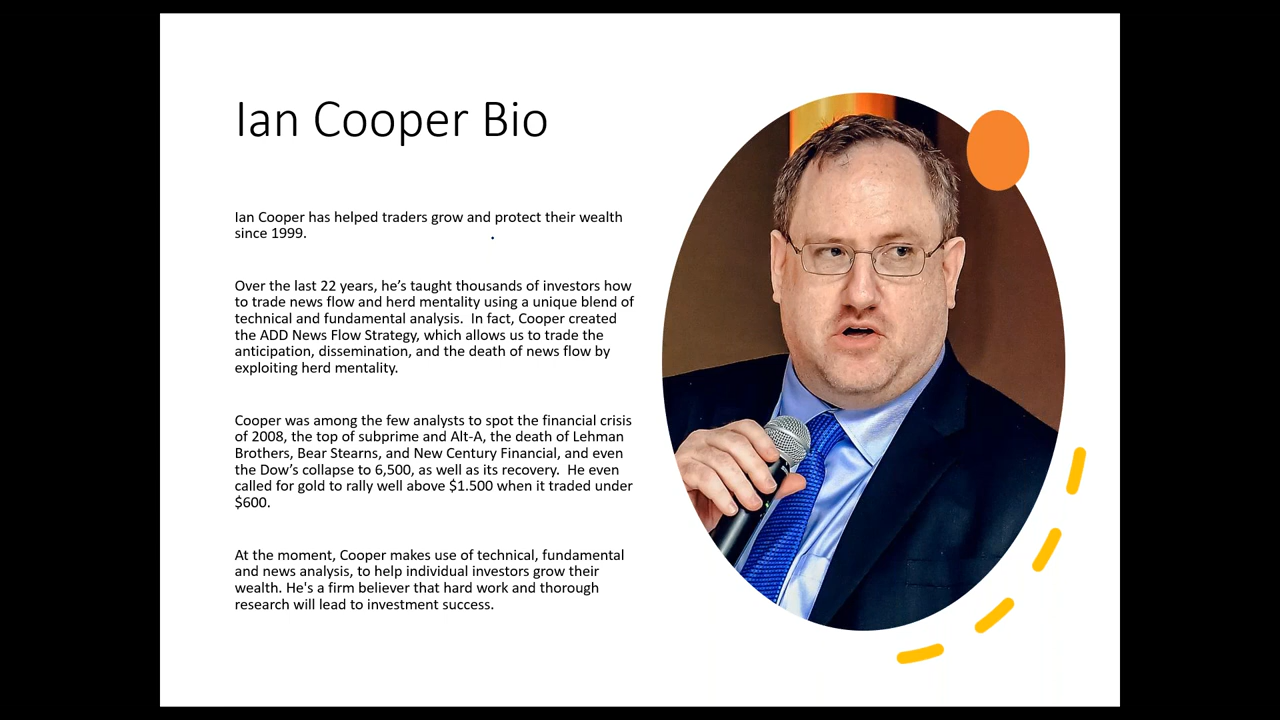 Ian Cooper Bio
Ian Cooper has helped traders grow and protect their wealth
since 1999.
Over the last 22 years, he’s taught thousands of investors how
to trade news flow and herd mentality using a unique blend of
technical and fundamental analysis.  In fact, Cooper created
the ADD News Flow Strategy, which allows us to trade the
anticipation, dissemination, and the death of news flow by
exploiting herd mentality.
Cooper was among the few analysts to spot the financial crisis
of 2008, the top of subprime and Alt-A, the death of Lehman
Brothers, Bear Stearns, and New Century Financial, and even
the Dow’s collapse to 6,500, as well as its recovery.  He even
called for gold to rally well above $1.500 when it traded under
$600.
At the moment, Cooper makes use of technical, fundamental
and news analysis, to help individual investors grow their
wealth. He's a firm believer that hard work and thorough
research will lead to investment success.